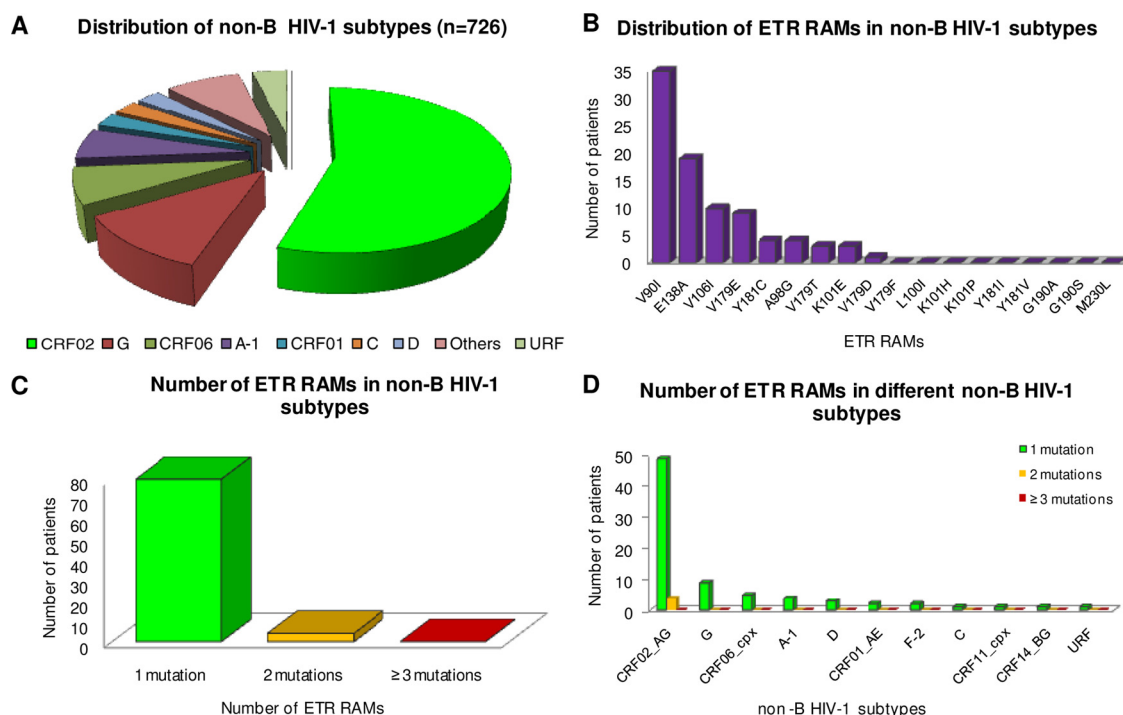 A
Distribution of non-B HIV-1 subtypes (n=726)
CRF02 G CRF06 A-1 CRF01 C D Others URF
B
Distribution of ETR RAMs in non-B HIV-1 subtypes
Number of patients
35
30
25
20
15
10
5
0
V90I
E138A
V106I
V179E
Y181C
A98G
V179T
K101E
V179D
V179F
L100I
K101H
K101P
Y181I
Y181V
G190A
G190S
M230L
ETR RAMs
C
Number of ETR RAMs in non-B HIV-1
subtypes
Number of patients
80
70
60
50
40
30
20
10
0
1 mutation
2 mutations
≥ 3 mutations
Number of ETR RAMs
D
Number of ETR RAMs in different non-B HIV-1
subtypes
1 mutation
2 mutations
≥ 3 mutations
Number of patients
50
40
30
20
10
0
CRF02_AG
G
CRF06_cpx
A-1
D
CRF01_AE
F-2
C
CRF11_cpx
CRF14_BG
URF
non -B HIV-1 subtypes